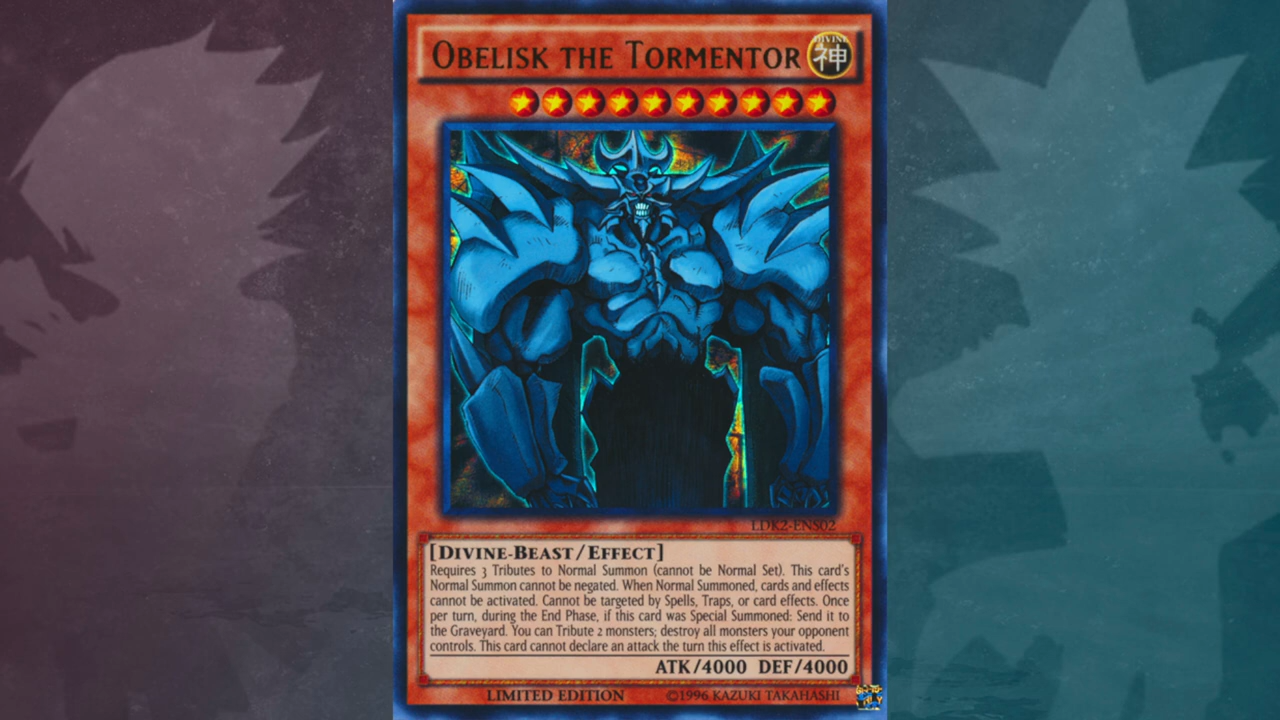 OBELISK THE TORMENTOR
DIVINE
神
LDK2-ENS02
[DIVINE-BEAST/EFFECT]
Requires 3 Tributes to Normal Summon (cannot be Normal Set). This card's
Normal Summon cannot be negated. When Normal Summoned, cards and effects
cannot be activated. Cannot be targeted by Spells, Traps, or card effects. Once
per turn, during the End Phase, if this card was Special Summoned: Send it to
the Graveyard. You can Tribute 2 monsters; destroy all monsters your opponent
controls. This card cannot declare an attack the turn this effect is activated.
ATK/4000 DEF/4000
LIMITED EDITION
©1996 KAZUKI TAKAHASHI